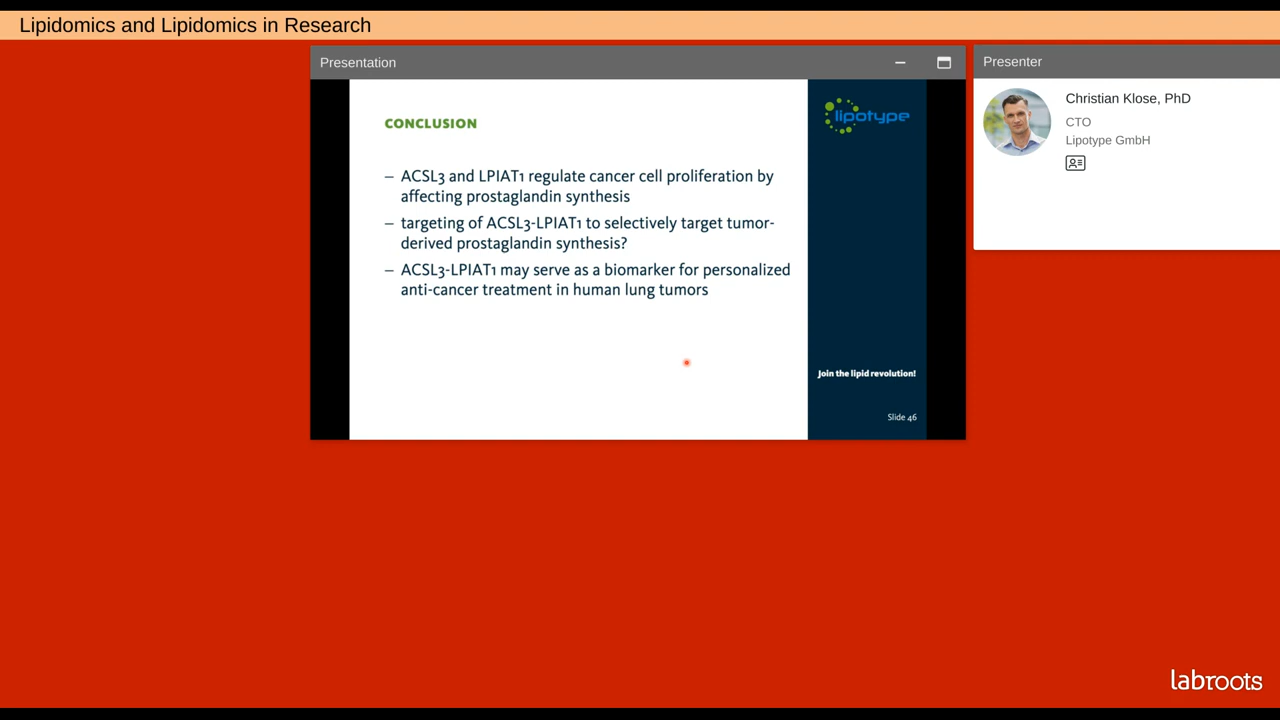 Lipidomics and Lipidomics in Research
Presentation
Presenter
CONCLUSION
– ACSL3 and LPIAT1 regulate cancer cell proliferation by
affecting prostaglandin synthesis
– targeting of ACSL3-LPIAT1 to selectively target tumor-
derived prostaglandin synthesis?
– ACSL3-LPIAT1 may serve as a biomarker for personalized
anti-cancer treatment in human lung tumors
lipotype
Join the lipid revolution!
Slide 46
Christian Klose, PhD
CTO
Lipotype GmbH
labroots